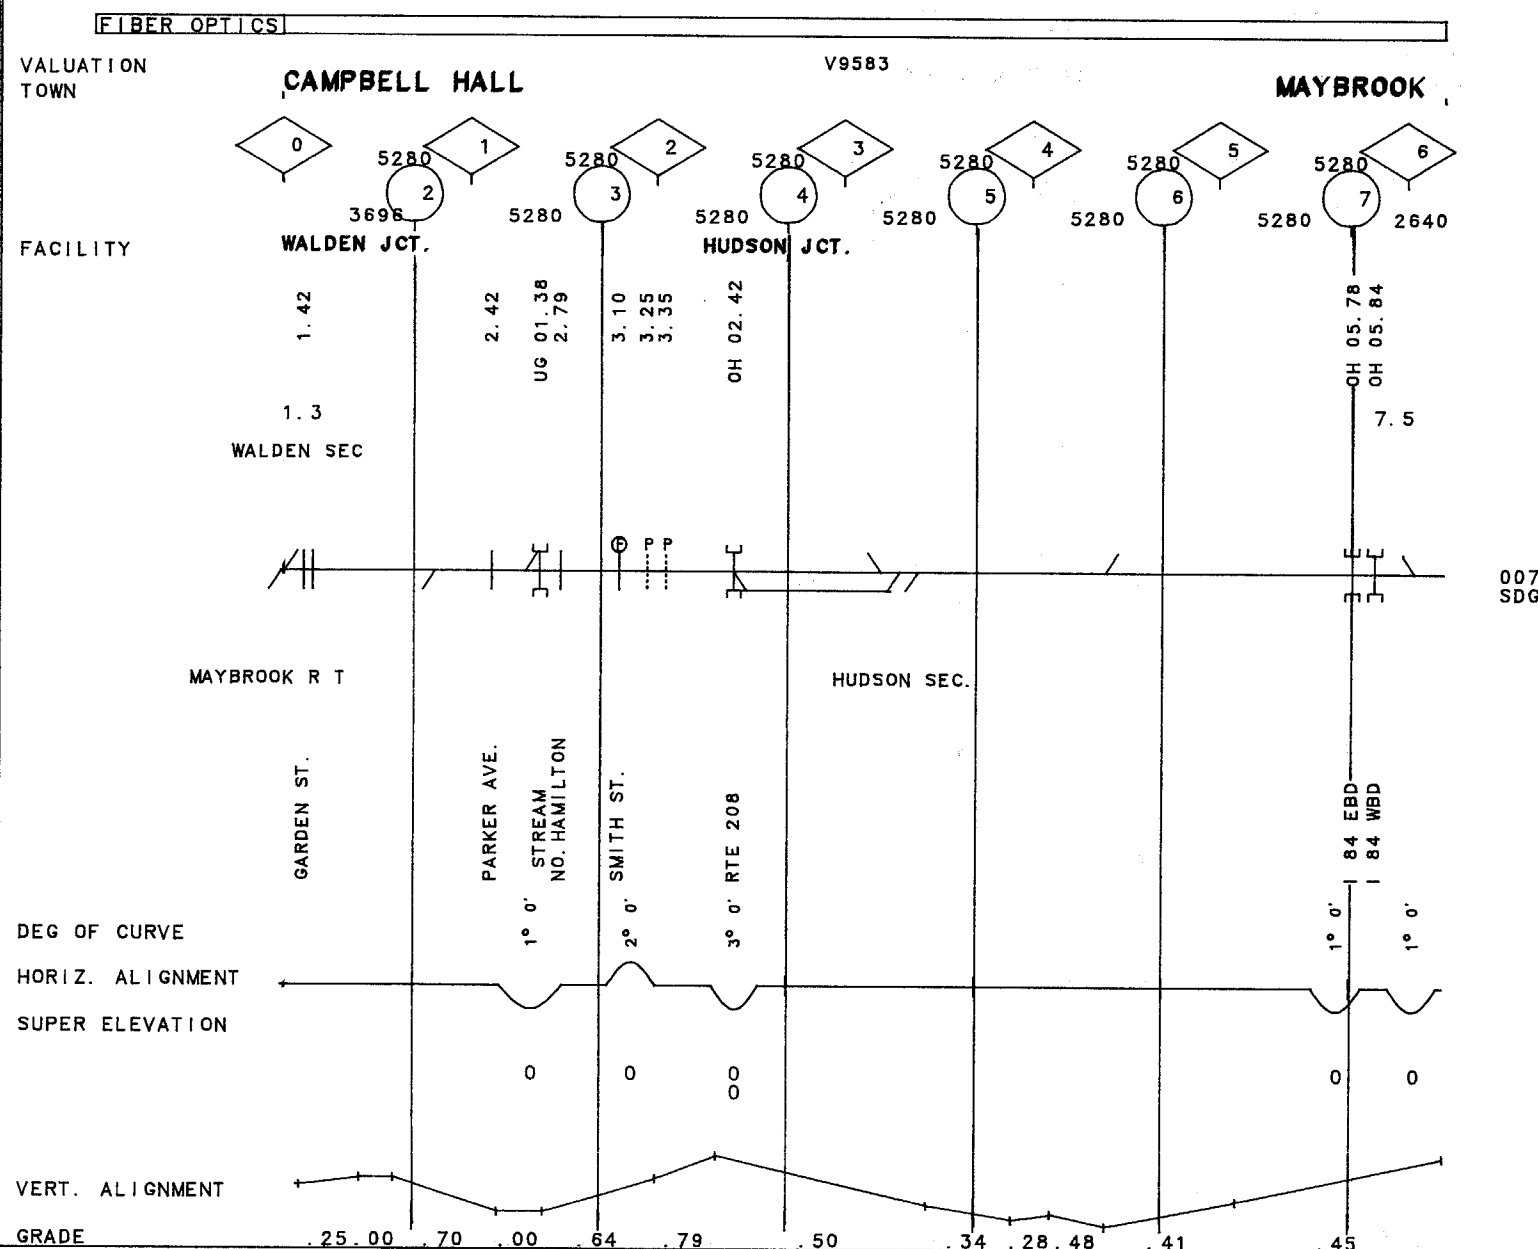 FIBER OPTICS
VALUATION V9583
TOWN CAMPBELL HALL MAYBROOK
0 1 2 3 4 5 6
5280 5280 5280 5280 5280 5280
2 3 4 5 6 7
3696 5280 5280 5280 5280 5280 2640
FACILITY WALDEN JCT. HUDSON JCT.
1.42 2.42 UG 01.38 2.79 3.10 3.25 3.35 OH 02.42 OH 05.78 OH 05.84
1.3 7.5
WALDEN SEC
F P P
007
SDG
MAYBROOK R T HUDSON SEC.
GARDEN ST. PARKER AVE. STREAM NO. HAMILTON SMITH ST. RTE 208 I 84 EBD I 84 WBD
DEG OF CURVE 1° 0' 2° 0' 3° 0' 1° 0' 1° 0'
HORIZ. ALIGNMENT
SUPER ELEVATION
0 0 0 0 0
0
VERT. ALIGNMENT
GRADE .25 .00 .70 .00 .64 .79 .50 .34 .28 .48 .41 .45